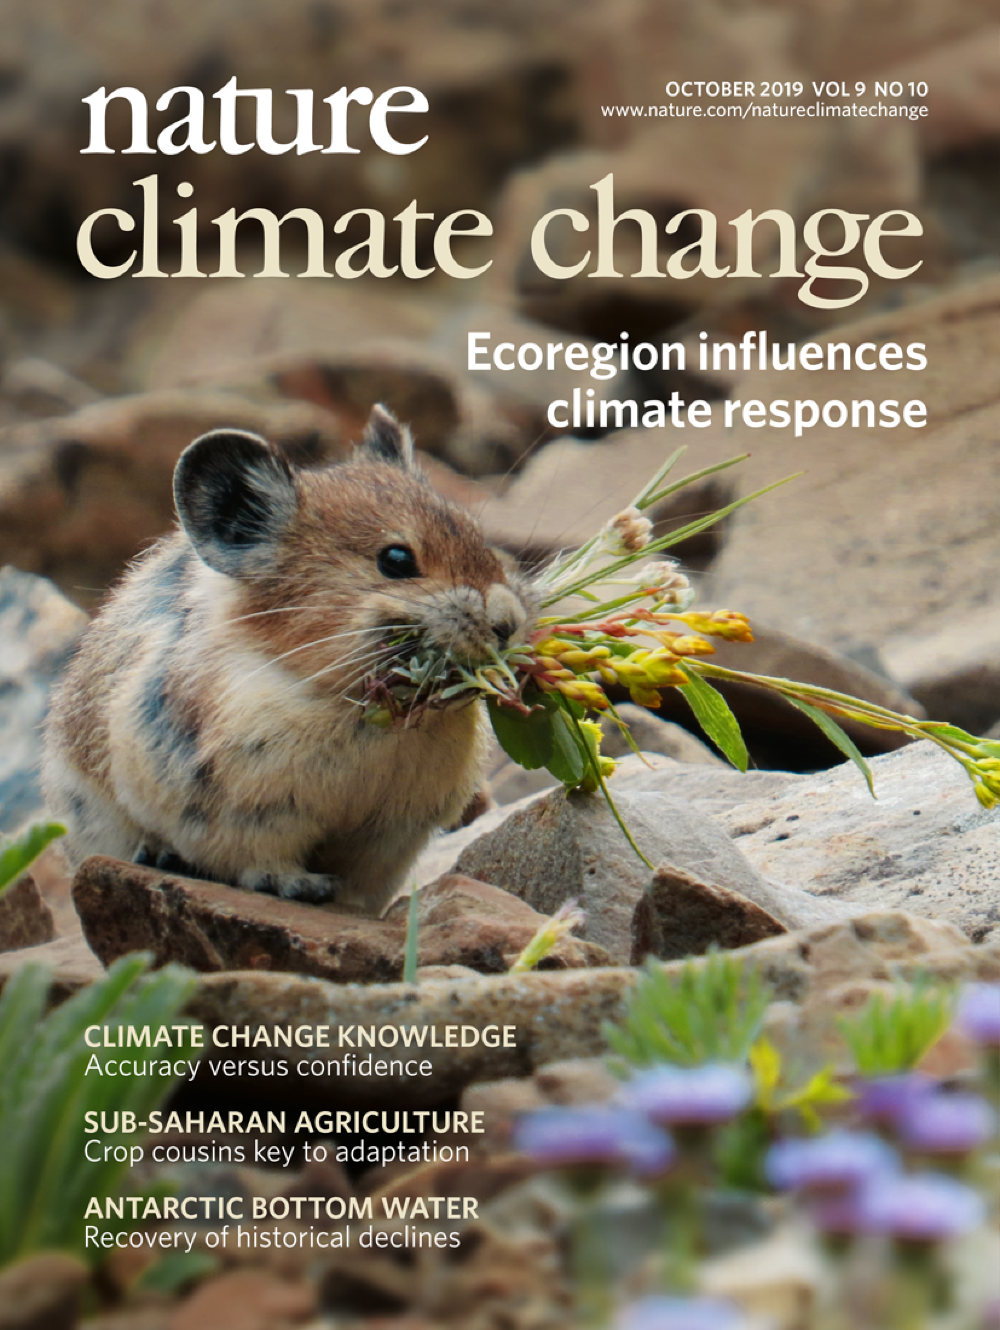 nature
OCTOBER 2019 VOL 9 NO 10
www.nature.com/natureclimatechange
climate change
Ecoregion influences
climate response
CLIMATE CHANGE KNOWLEDGE
Accuracy versus confidence
SUB-SAHARAN AGRICULTURE
Crop cousins key to adaptation
ANTARCTIC BOTTOM WATER
Recovery of historical declines